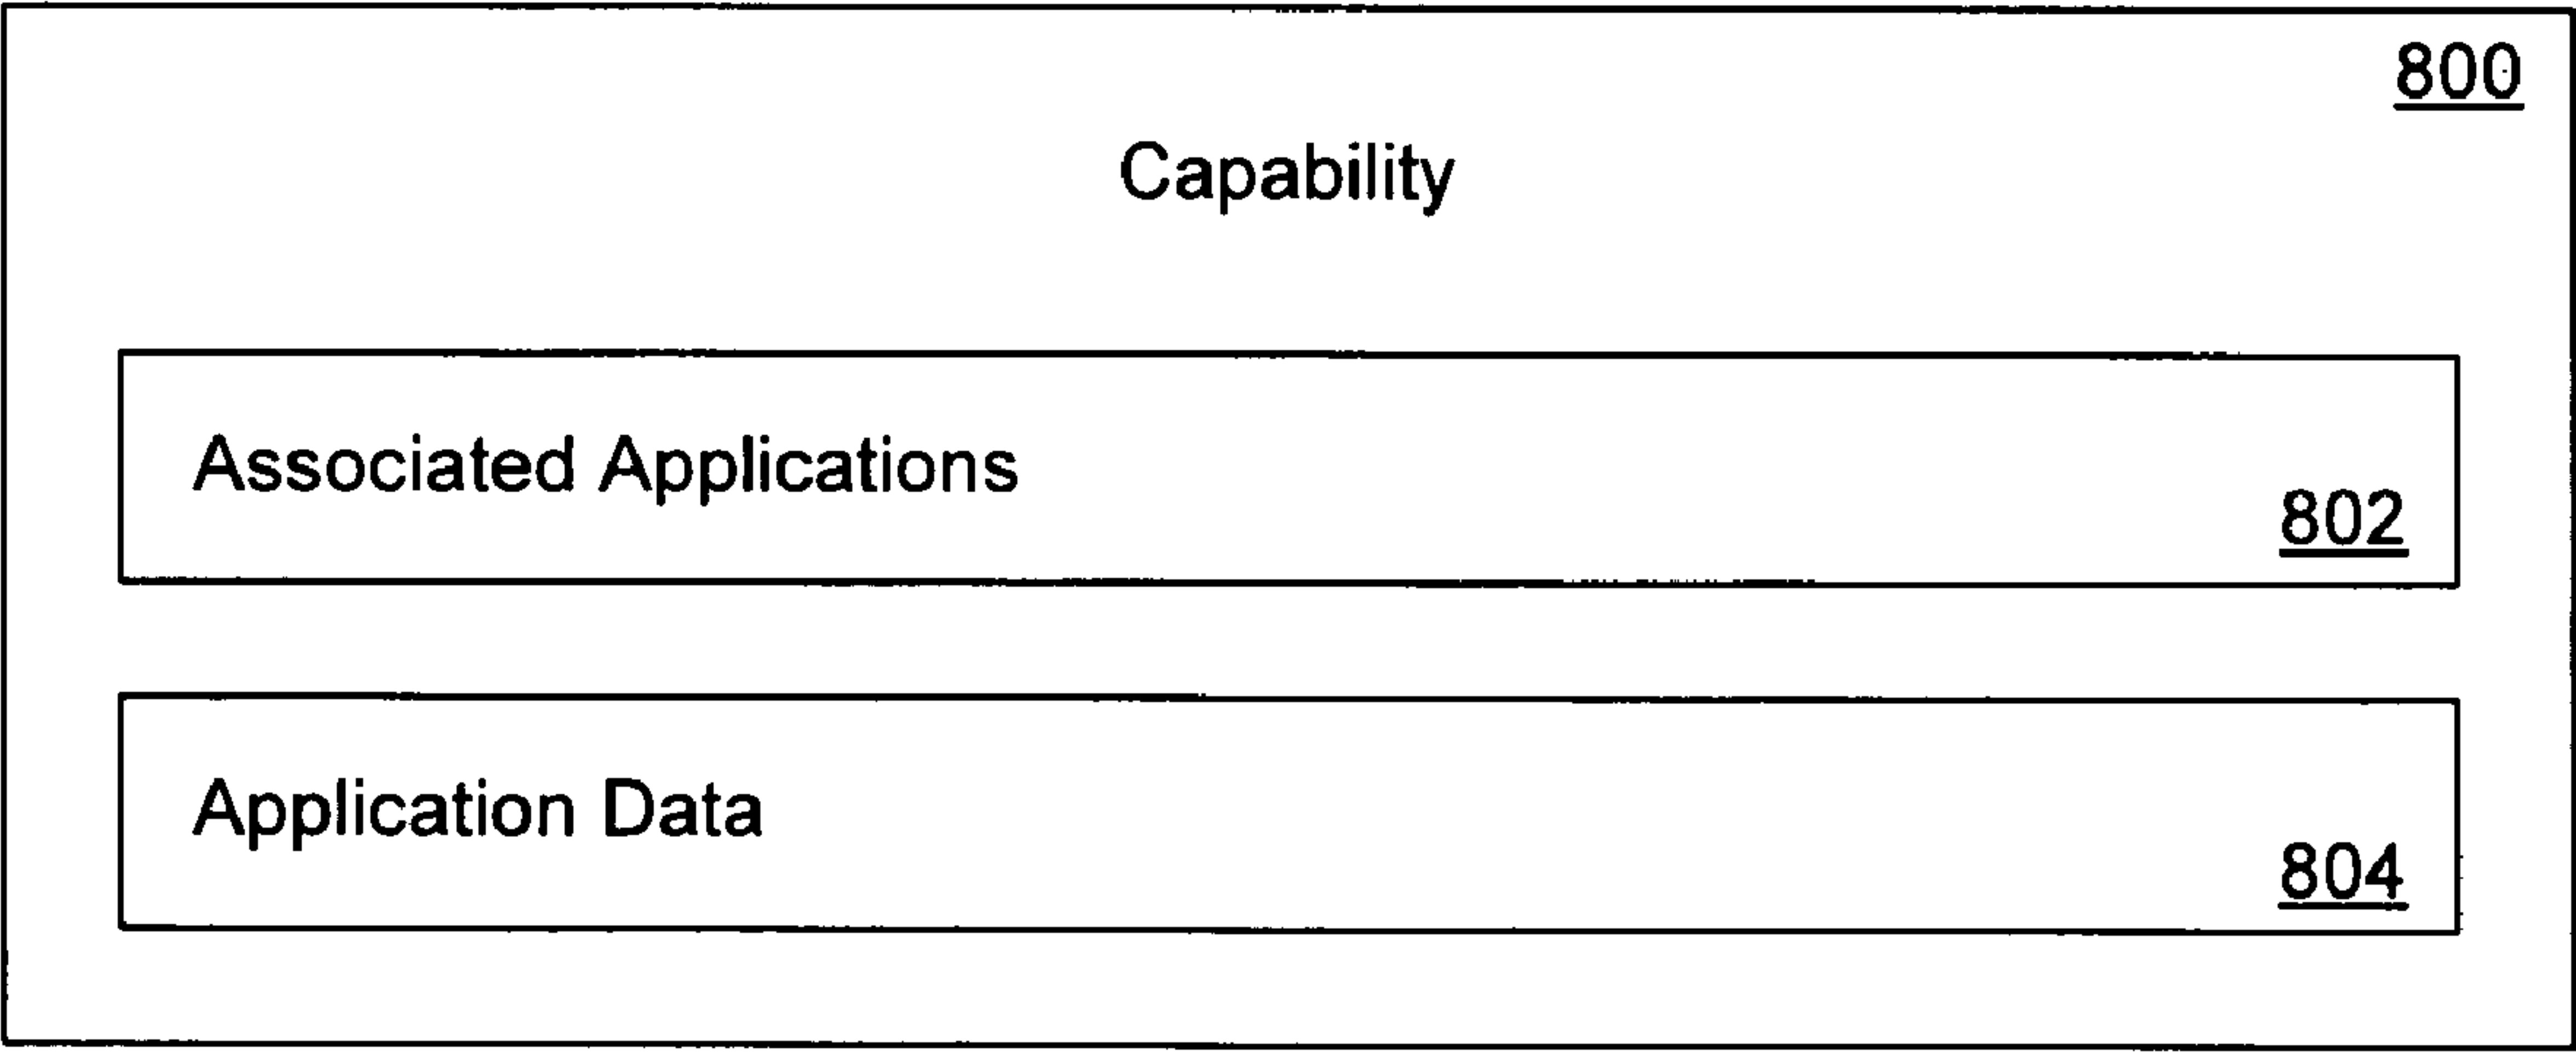 800
Capability
Associated Applications
802
Application Data
804